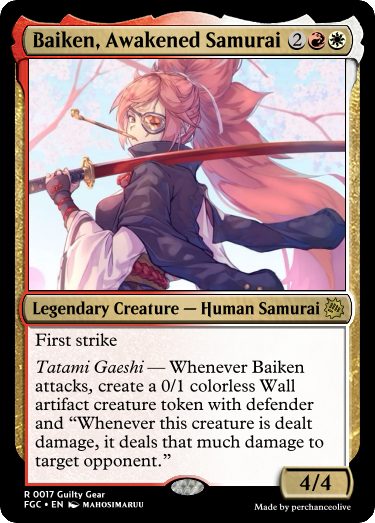 Baiken, Awakened Samurai 2
Legendary Creature — Human Samurai
First strike
Tatami Gaeshi — Whenever Baiken
attacks, create a 0/1 colorless Wall
artifact creature token with defender
and “Whenever this creature is dealt
damage, it deals that much damage to
target opponent.”
4/4
R 0017 Guilty Gear
FGC • EN MAHOSIMARUU
Made by perchanceolive